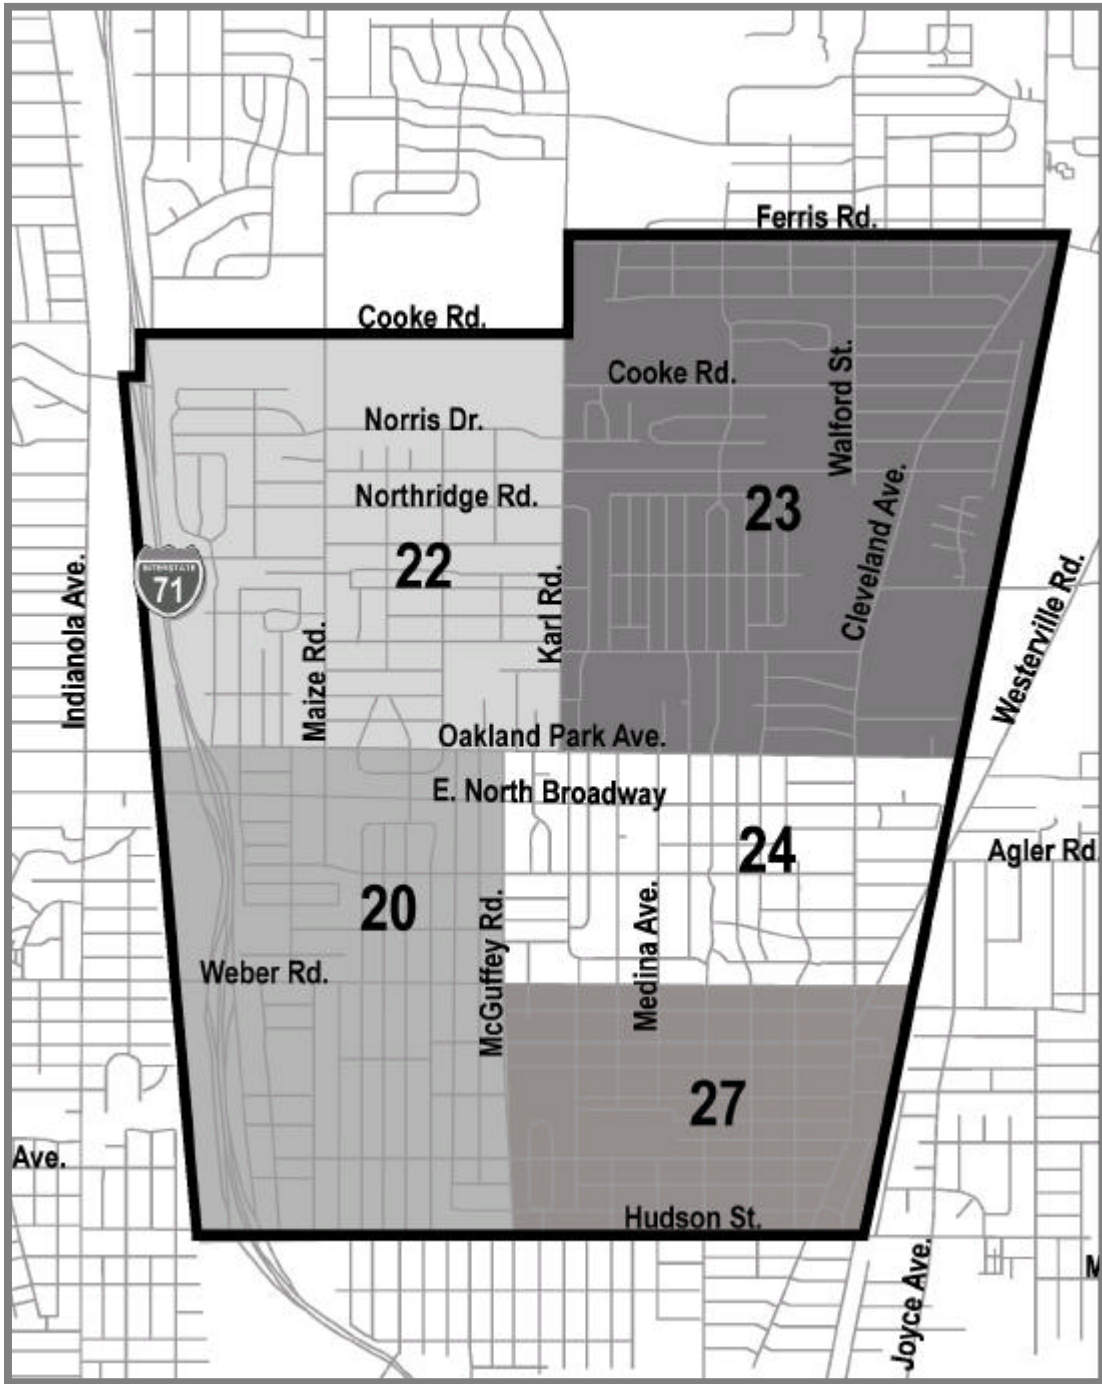 Ferris Rd.
Cooke Rd.
Cooke Rd.
Walford St.
Norris Dr.
Northridge Rd.
23
Cleveland Ave.
22
INTERSTATE
71
Indianola Ave.
Karl Rd.
Maize Rd.
Westerville Rd.
Oakland Park Ave.
E. North Broadway
24
Agler Rd.
20
McGuffey Rd.
Medina Ave.
Weber Rd.
27
Ave.
Hudson St.
Joyce Ave.
M